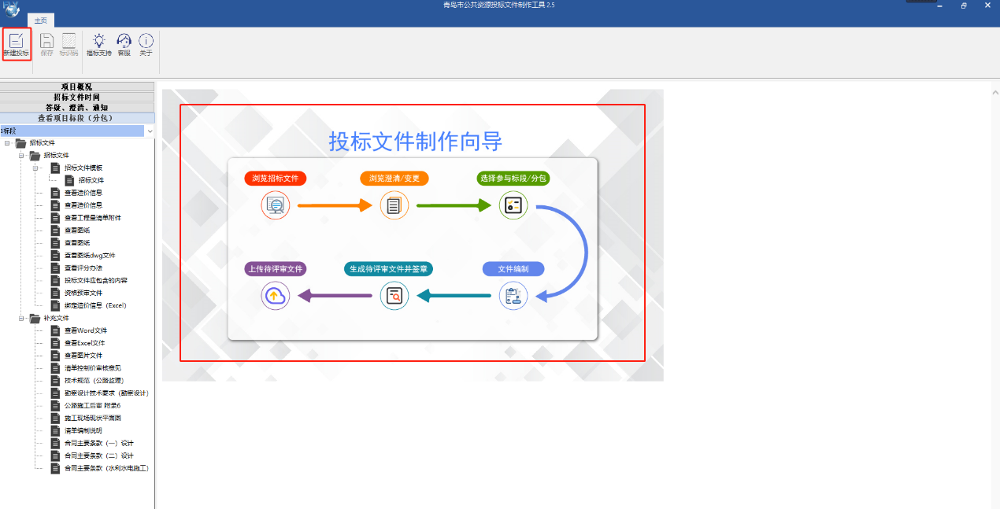 青岛市公共资源投标文件制作工具 2.5
主页
新建投标
保存
标识码
福标支持
客服
关于
项目概况
招标文件时间
答疑、澄清、通知
查看项目标段（分包）
1标段
招标文件
招标文件
招标文件模板
招标文件
查看造价信息
查看造价信息
查看工程量清单附件
查看图纸
查看图纸
查看图纸dwg文件
查看评分办法
投标文件应包含的内容
资格预审文件
绑定造价信息（Excel）
补充文件
查看Word文件
查看Excel文件
查看图片文件
清单控制价审核意见
技术规范（公路监理）
勘察设计技术要求（勘察设计）
公路施工后审 附录6
施工现场现状平面图
清单编制说明
合同主要条款（一）设计
合同主要条款（二）设计
合同主要条款（水利水电施工）
投标文件制作向导
浏览招标文件
浏览澄清/变更
选择参与标段/分包
上传待评审文件
生成待评审文件并签章
文件编制